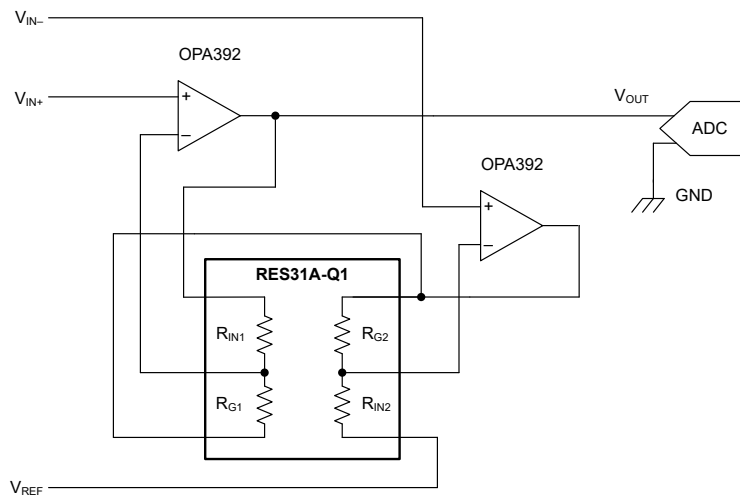 VIN–
OPA392
VIN+
+
–
VOUT
ADC
OPA392
+
–
GND
RES31A-Q1
RIN1
RG2
RG1
RIN2
VREF